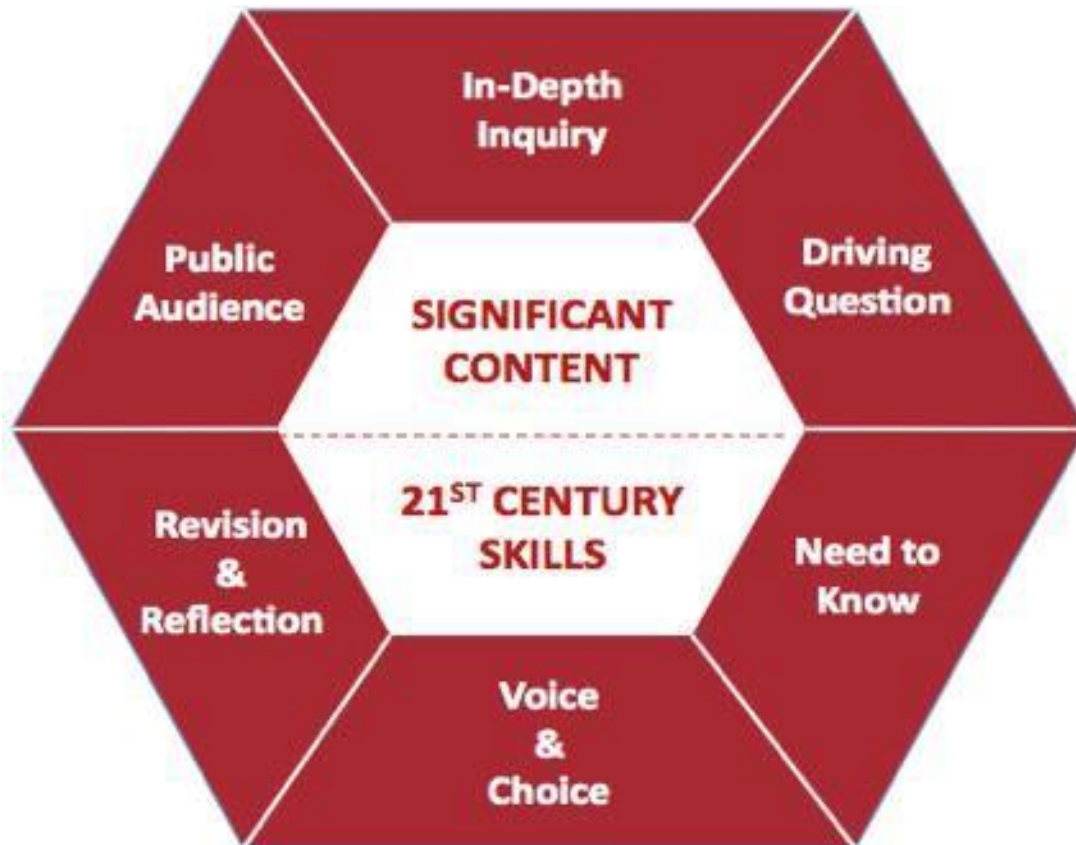 In-Depth
Inquiry
Driving
Question
Need to
Know
Voice
&
Choice
Revision
&
Reflection
Public
Audience
SIGNIFICANT
CONTENT
21ST CENTURY
SKILLS